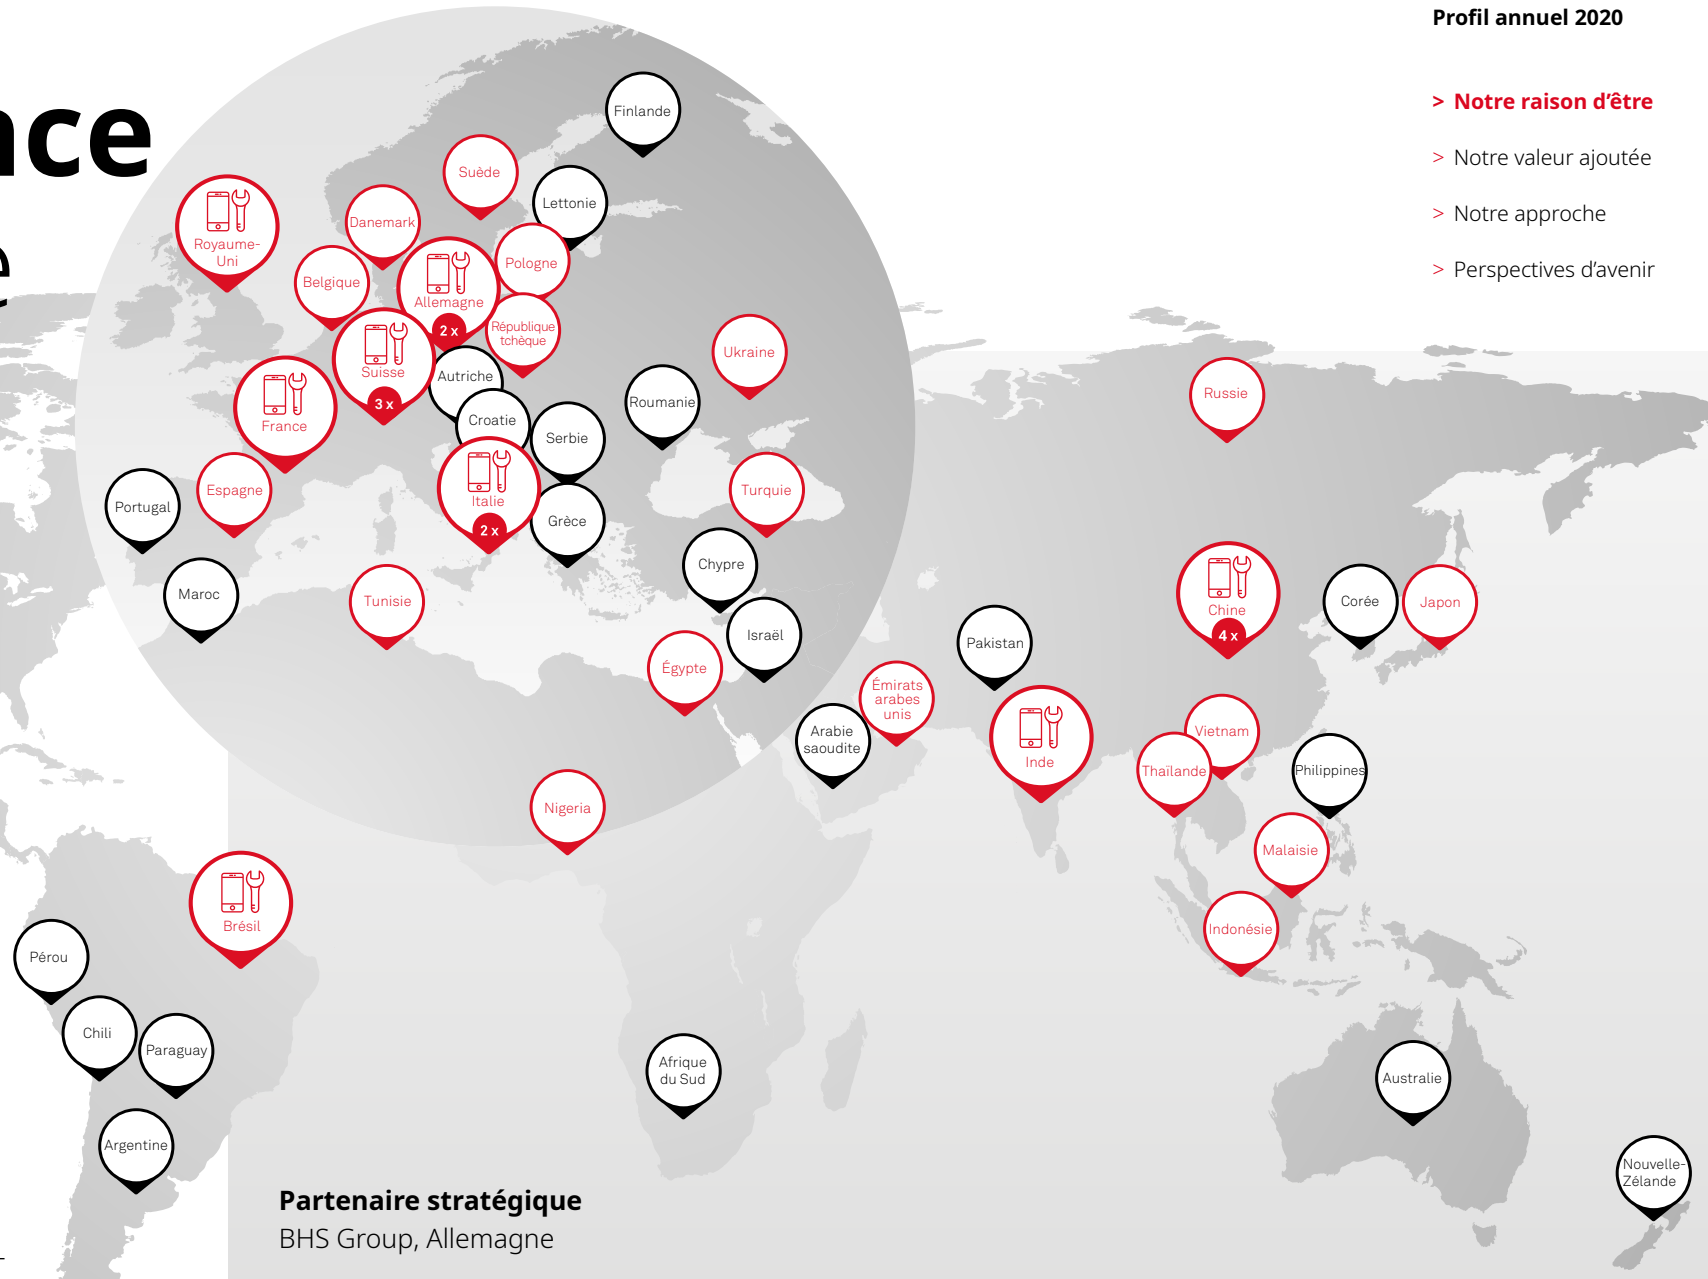 Profil annuel 2020
> Notre raison d'être
> Notre valeur ajoutée
> Notre approche
> Perspectives d'avenir
nce
e
Finlande
Suède
Lettonie
Danemark
Royaume-
Uni
Pologne
Belgique
Allemagne
2 x
République
tchèque
Ukraine
Suisse
3 x
Autriche
Russie
Roumanie
France
Croatie
Serbie
Espagne
Turquie
Portugal
Italie
2 x
Grèce
Chypre
Maroc
Tunisie
Chine
4 x
Corée
Japon
Israël
Pakistan
Égypte
Émirats
arabes
unis
Arabie
saoudite
Vietnam
Inde
Thaïlande
Philippines
Nigeria
Malaisie
Brésil
Indonésie
Pérou
Chili
Paraguay
Afrique
du Sud
Australie
Argentine
Nouvelle-
Zélande
Partenaire stratégique
BHS Group, Allemagne